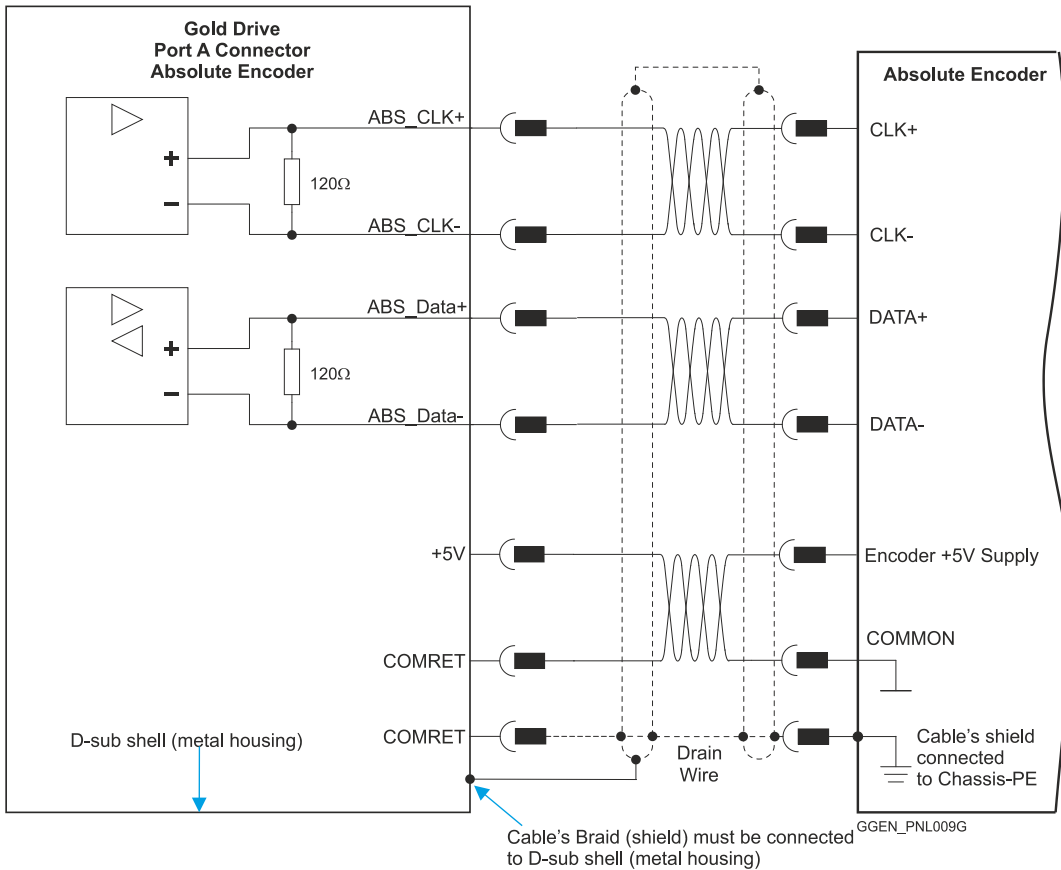 Gold Drive
Port A Connector
Absolute Encoder
Absolute Encoder
ABS_CLK+
CLK+
+
120Ω
-
ABS_CLK-
CLK-
ABS_Data+
DATA+
+
120Ω
-
ABS_Data-
DATA-
+5V
Encoder +5V Supply
COMRET
COMMON
D-sub shell (metal housing)
COMRET
Drain
Wire
Cable's shield
connected
to Chassis-PE
GGEN_PNL009G
Cable's Braid (shield) must be connected
to D-sub shell (metal housing)